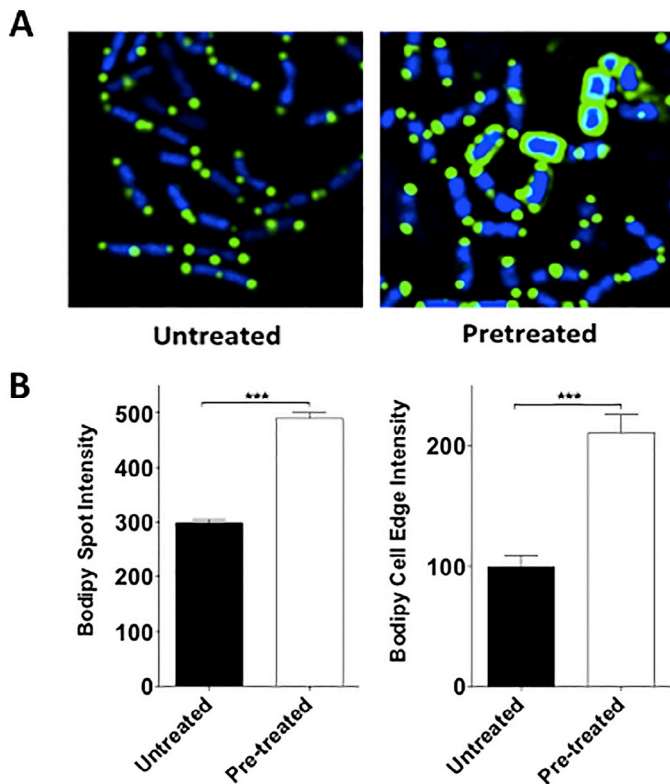 A
Untreated
Pretreated
B
Bodipy Spot Intensity
500
400
300
200
100
0
***
Untreated
Pre-treated
Bodipy Cell Edge Intensity
200
100
0
***
Untreated
Pre-treated